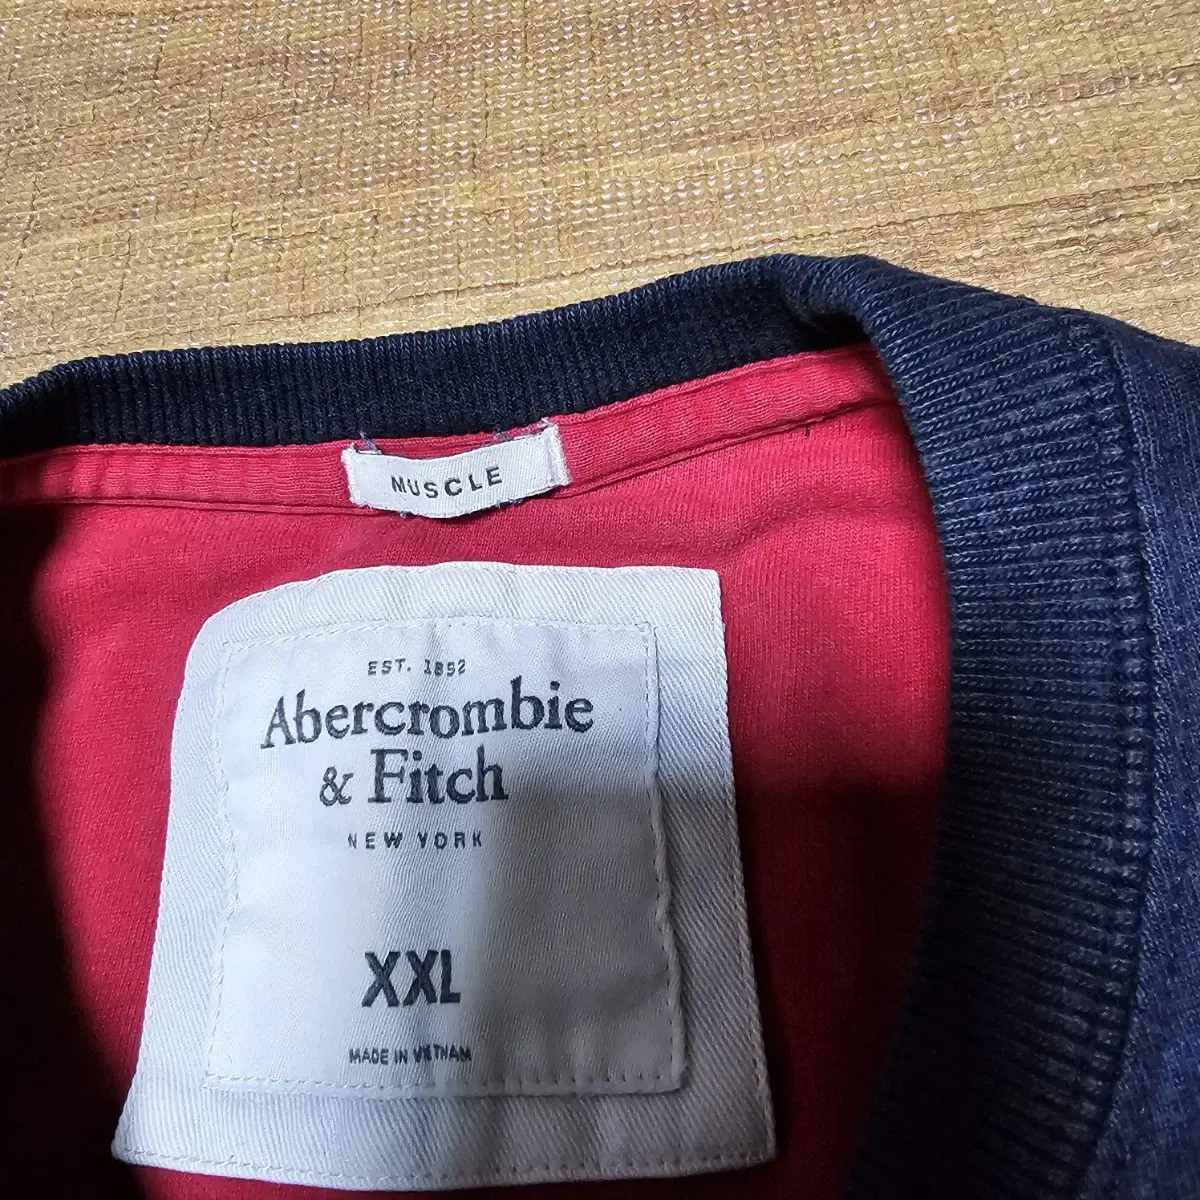 MUSCLE
EST. 1892
Abercrombie
& Fitch
NEW YORK
XXL
MADE IN VIETNAM